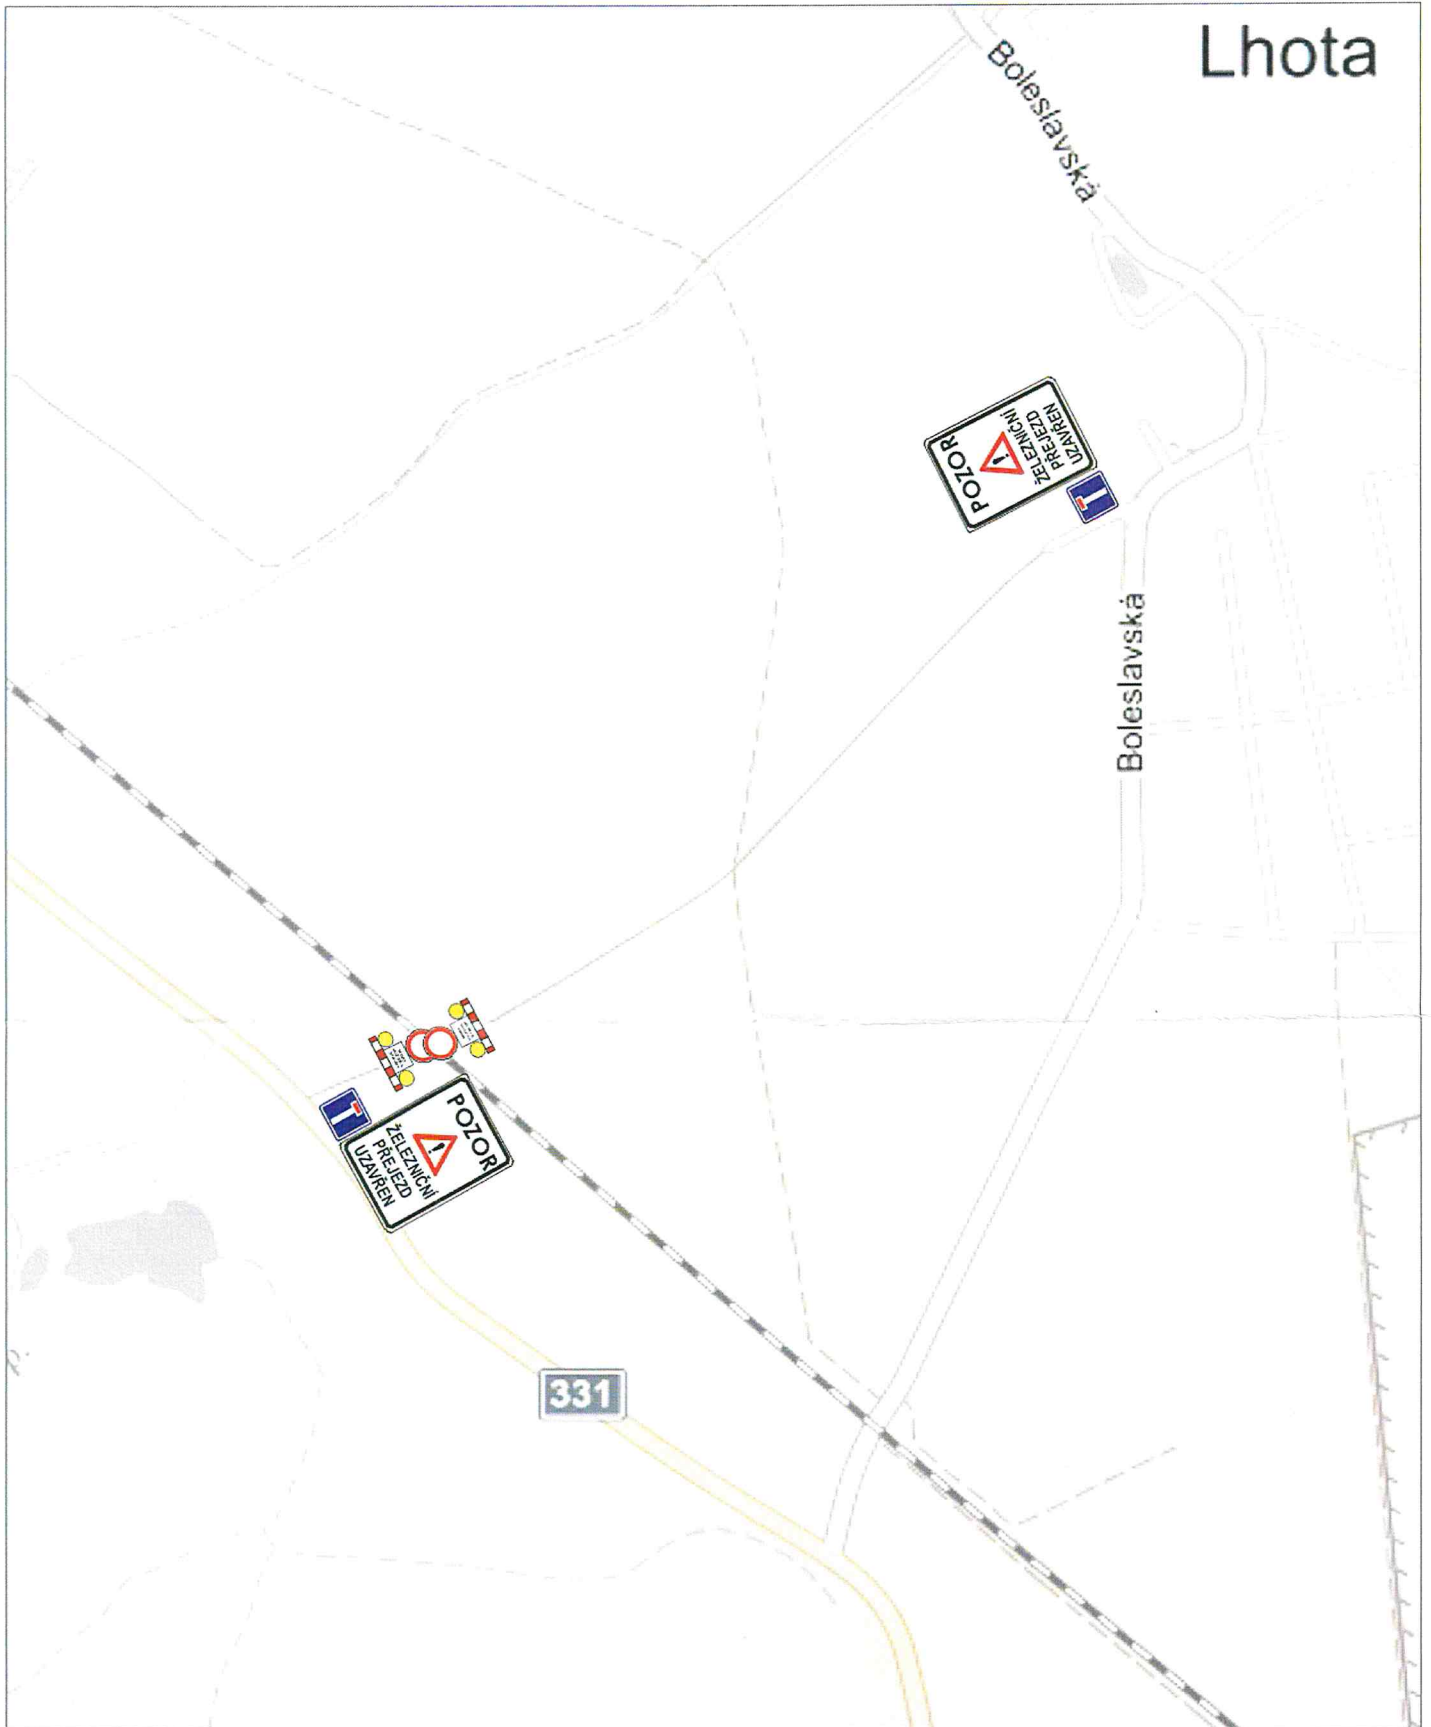 Lhota
Boleslavská
POZOR
!
ŽELEZNIČNÍ
PŘEJEZD
UZAVŘEN
Boleslavská
POZOR
!
ŽELEZNIČNÍ
PŘEJEZD
UZAVŘEN
331